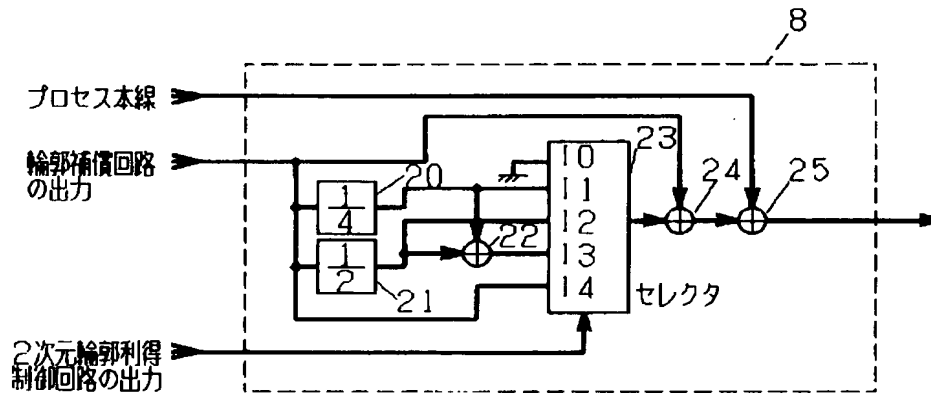 8
プロセス本線
輪郭補償回路
の出力
1/4
20
1/2
21
22
I0
I1
I2
I3
I4
23
セレクタ
24
25
2次元輪郭利得
制御回路の出力